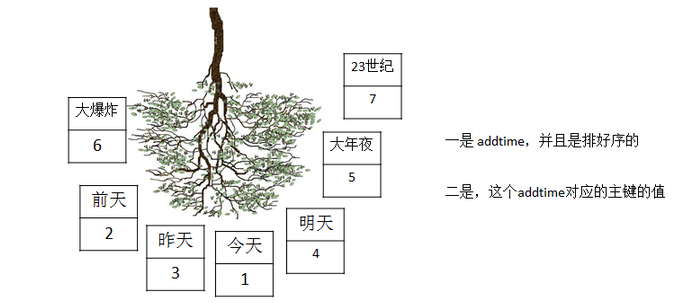 23世纪
7
大爆炸
6
一是 addtime，并且是排好序的
大年夜
5
二是，这个addtime对应的主键的值
前天
2
明天
4
昨天
3
今天
1